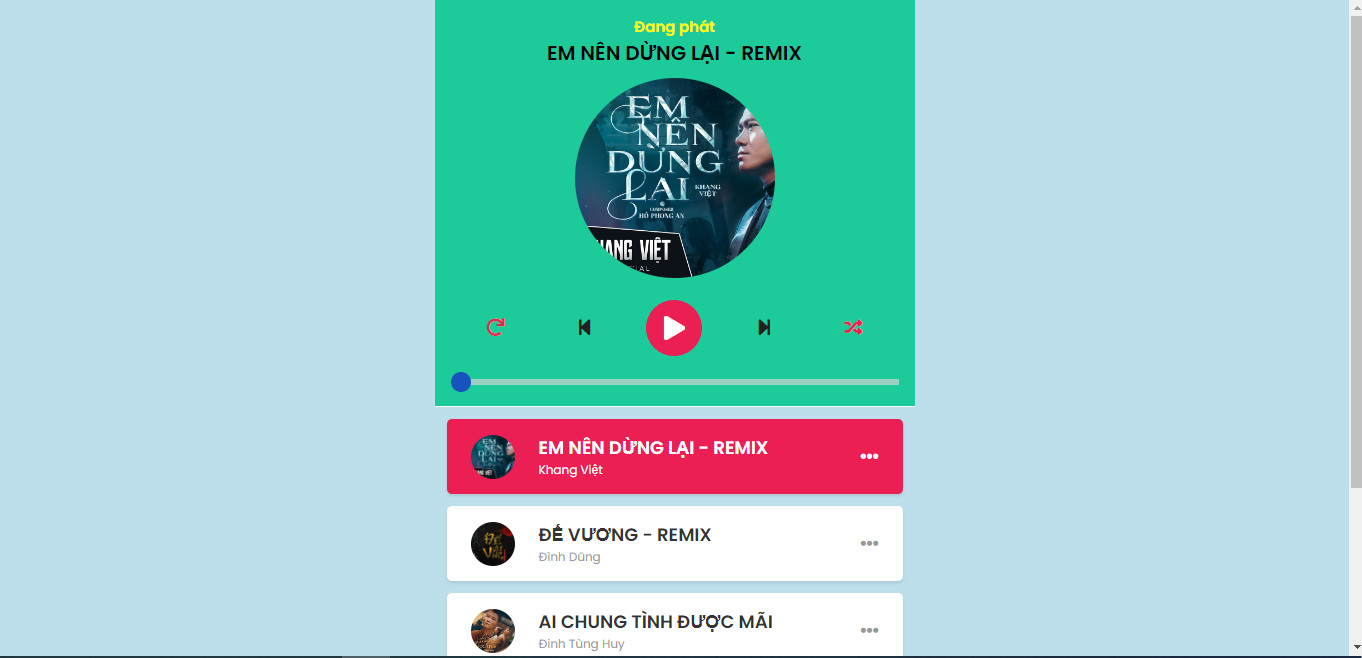 Đang phát
EM NÊN DỪNG LẠI - REMIX
EM
NÊN
DỪNG
LẠI
KHANG
VIỆT
COMPOSER
HỒ PHONG AN
HANG VIỆT
EM NÊN DỪNG LẠI - REMIX
Khang Việt
ĐẾ VƯƠNG - REMIX
Đình Dũng
AI CHUNG TÌNH ĐƯỢC MÃI
Đinh Tùng Huy